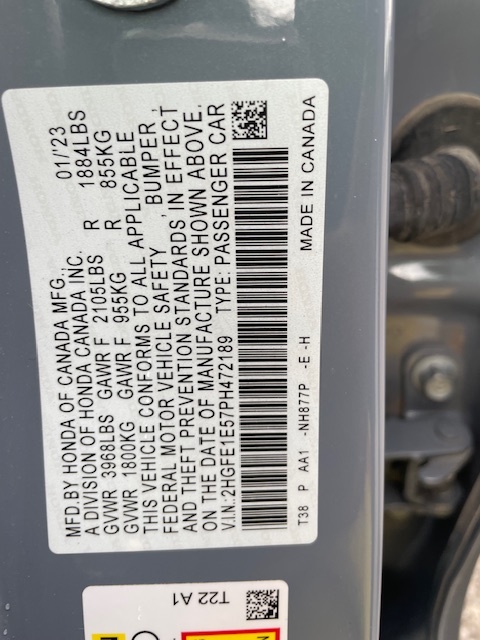 MFD.BY HONDA OF CANADA MFG., 01/'23
A DIVISION OF HONDA CANADA INC.
GVWR 3968LBS GAWR F 2105LBS R 1884LBS
GVWR 1800KG GAWR F 955KG R 855KG
THIS VEHICLE CONFORMS TO ALL APPLICABLE
FEDERAL MOTOR VEHICLE SAFETY , BUMPER ,
AND THEFT PREVENTION STANDARDS IN EFFECT
ON THE DATE OF MANUFACTURE SHOWN ABOVE.
V.I.N.:2HGFE1E57PH472189 TYPE: PASSENGER CAR
T38 P AA1 -NH877P -E -H MADE IN CANADA
T22 A1